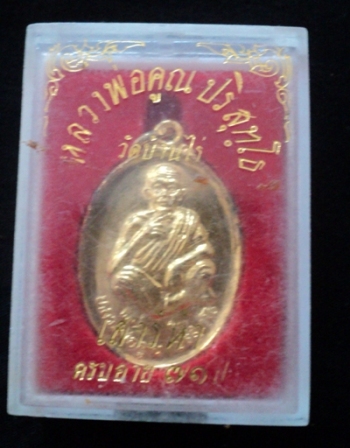 หลวงพ่อคูณ ปริสุทฺโธ
วัดบ้านไร่
ครบอายุ ๗๑